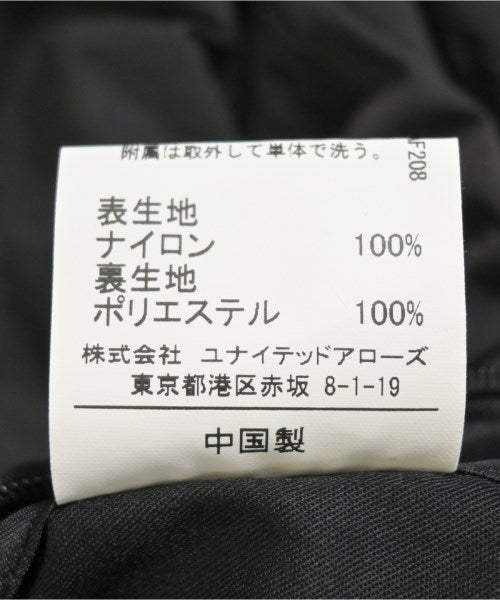 附属は取外して単体で洗う。
AF208
表生地
ナイロン 100%
裏生地
ポリエステル 100%
株式会社 ユナイテッドアローズ
東京都港区赤坂 8-1-19
中国製